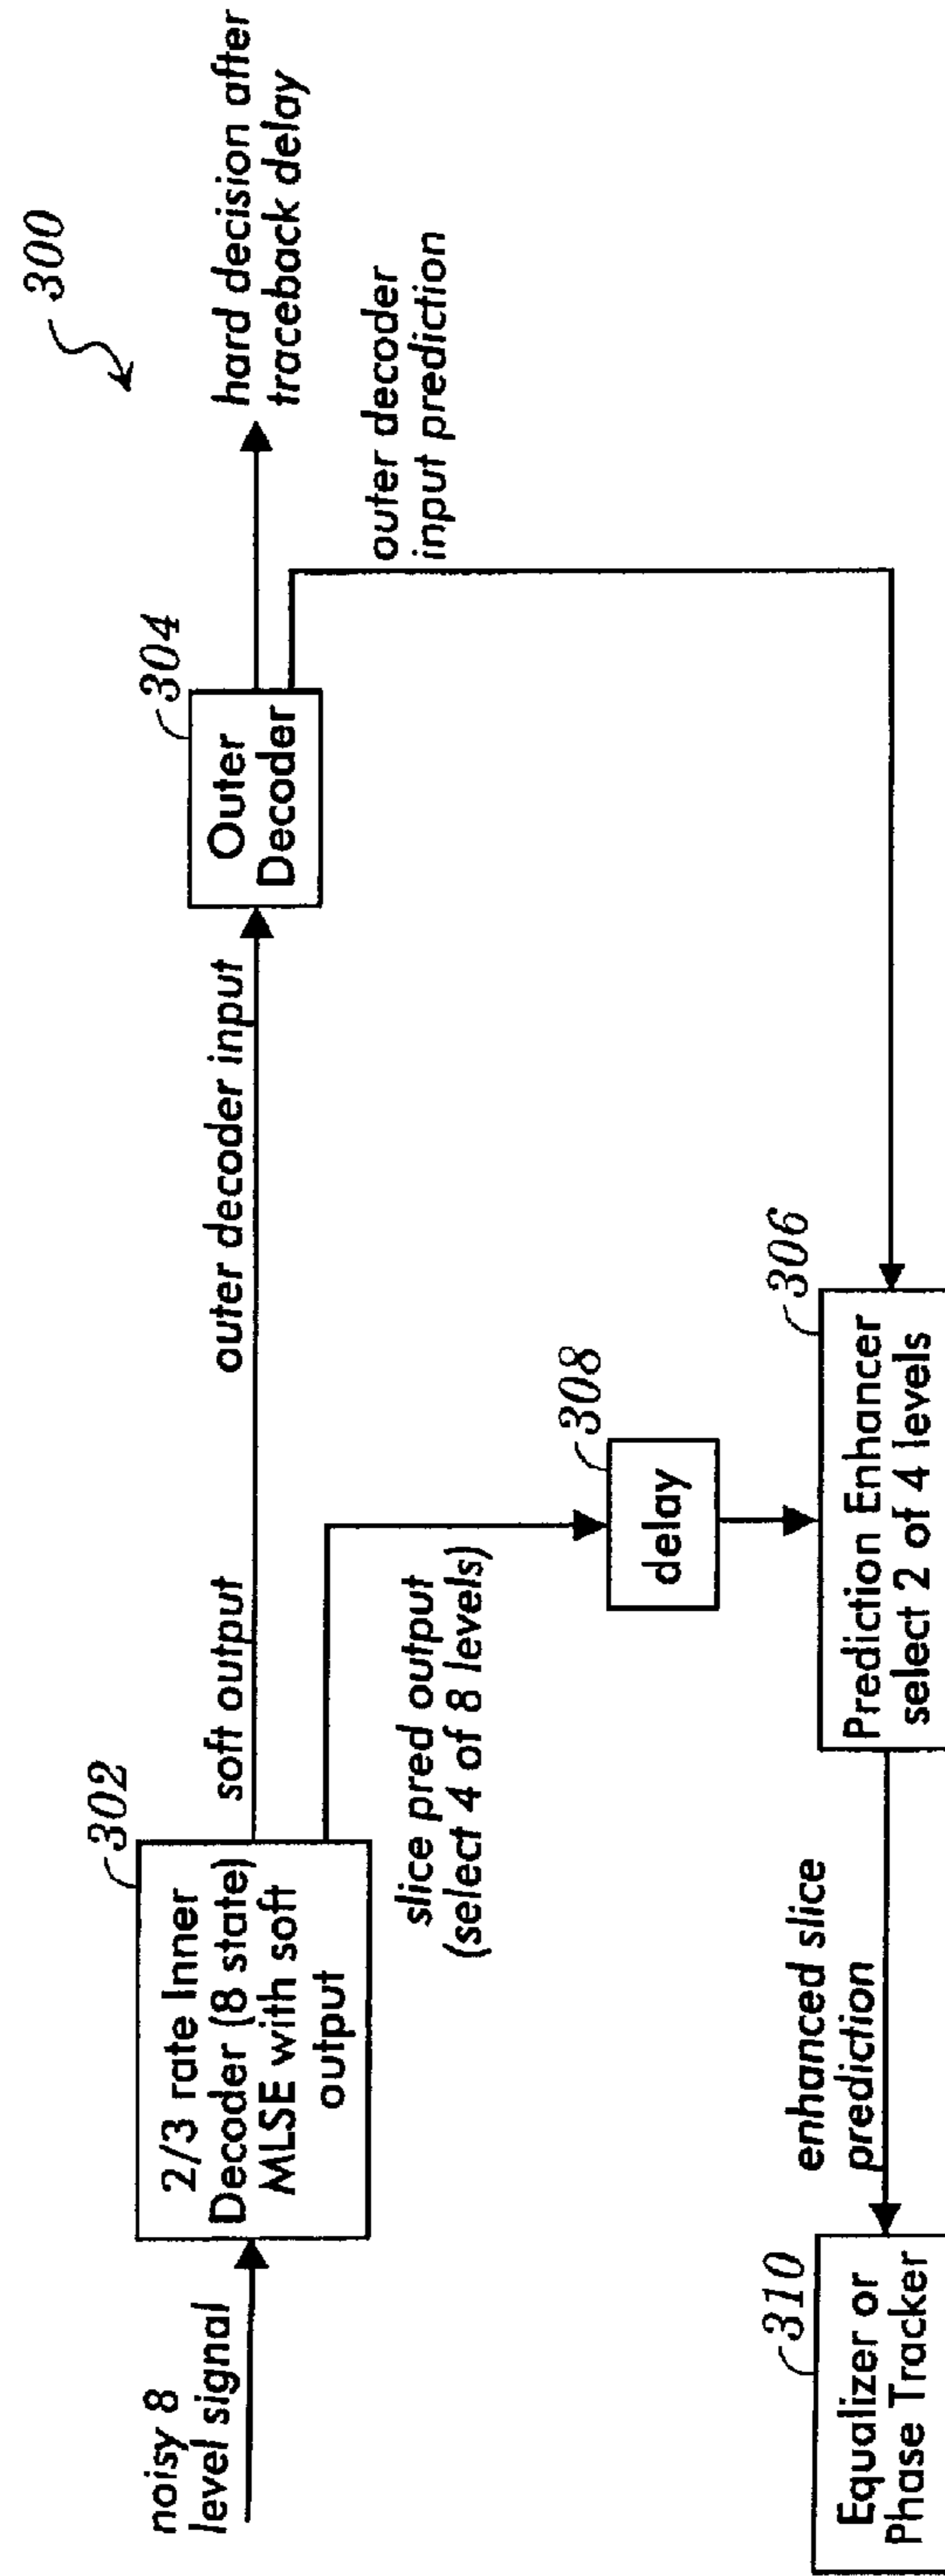 300
noisy 8
level signal
302
2/3 rate Inner
Decoder (8 state)
MLSE with soft
output
soft output
outer decoder input
304
Outer
Decoder
hard decision after
traceback delay
outer decoder
input prediction
slice pred output
(select 4 of 8 levels)
308
delay
306
Prediction Enhancer
select 2 of 4 levels
enhanced slice
prediction
310
Equalizer or
Phase Tracker